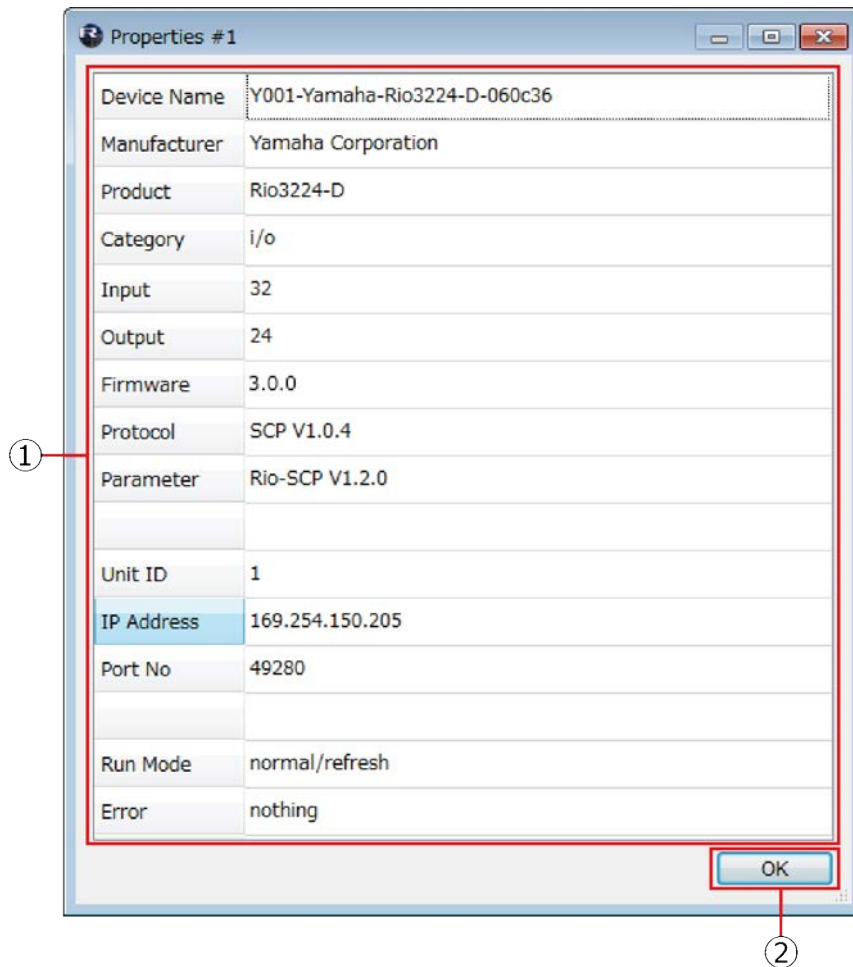 Properties #1
Device Name Y001-Yamaha-Rio3224-D-060c36
Manufacturer Yamaha Corporation
Product Rio3224-D
Category i/o
Input 32
Output 24
Firmware 3.0.0
Protocol SCP V1.0.4
① Parameter Rio-SCP V1.2.0
Unit ID 1
IP Address 169.254.150.205
Port No 49280
Run Mode normal/refresh
Error nothing
OK
②